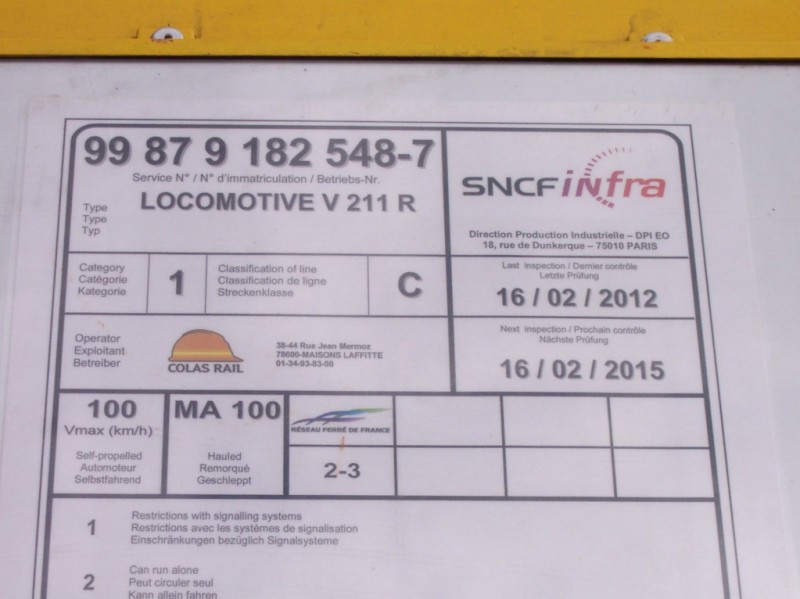 99 87 9 182 548-7
Service N° / N° d'immatriculation / Betriebs-Nr.
Type
Type
Typ
LOCOMOTIVE V 211 R
SNCF infra
Direction Production Industrielle – DPI EO
18, rue de Dunkerque – 75010 PARIS
Category
Catégorie
Kategorie
1
Classification of line
Classification de ligne
Streckenklasse
C
Last inspection / Dernier contrôle
Letzte Prüfung
16 / 02 / 2012
Operator
Exploitant
Betreiber
COLAS RAIL
38-44 Rue Jean Mermoz
78600-MAISONS LAFFITTE
01-34-93-83-00
Next inspection / Prochain contrôle
Nächste Prüfung
16 / 02 / 2015
100
Vmax (km/h)
Self-propelled
Automoteur
Selbstfahrend
MA 100
Hauled
Remorqué
Geschleppt
RÉSEAU FERRÉ DE FRANCE
2-3
1
Restrictions with signalling systems
Restrictions avec les systèmes de signalisation
Einschränkungen bezüglich Signalsysteme
2
Can run alone
Peut circuler seul
Kann allein fahren